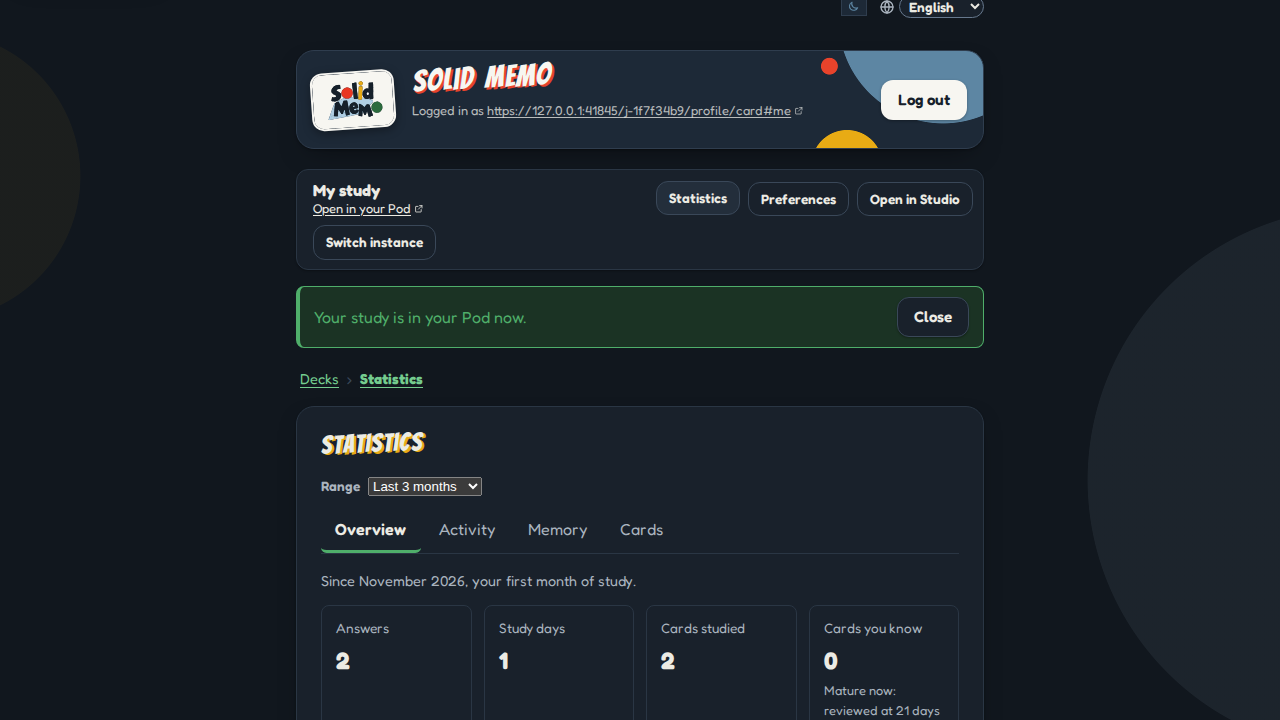 English
Solid
MeMo
SOLID MEMO
Logged in as https://127.0.0.1:41845/j-1f7f34b9/profile/card#me
Log out
My study
Open in your Pod
Statistics
Preferences
Open in Studio
Switch instance
Your study is in your Pod now.
Close
Decks › Statistics
STATISTICS
Range Last 3 months
Overview Activity Memory Cards
Since November 2026, your first month of study.
Answers
2
Study days
1
Cards studied
2
Cards you know
0
Mature now:
reviewed at 21 days